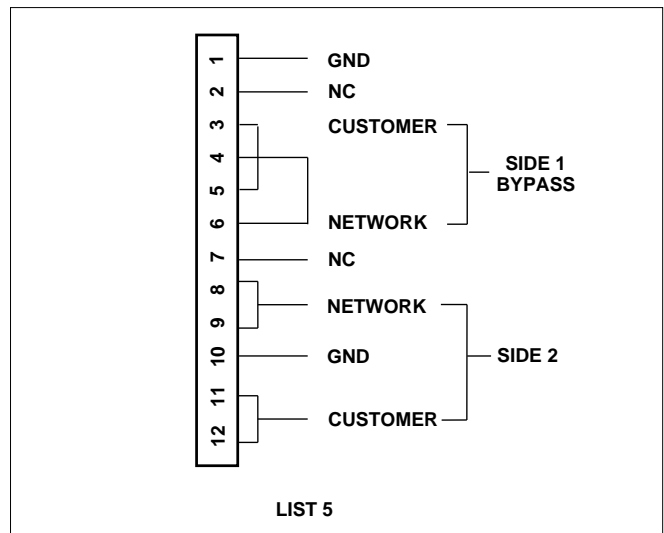 1 GND
2 NC
3 CUSTOMER
4
SIDE 1
BYPASS
5
6 NETWORK
7 NC
8
NETWORK
9
10 GND
SIDE 2
11
CUSTOMER
12
LIST 5